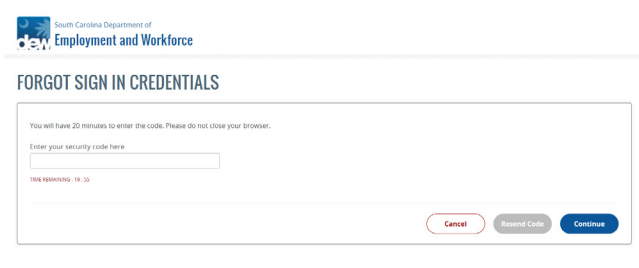 South Carolina Department of
dew Employment and Workforce
FORGOT SIGN IN CREDENTIALS
You will have 20 minutes to enter the code. Please do not close your browser.
Enter your security code here
TIME REMAINING : 19 : 55
Cancel Resend Code Continue